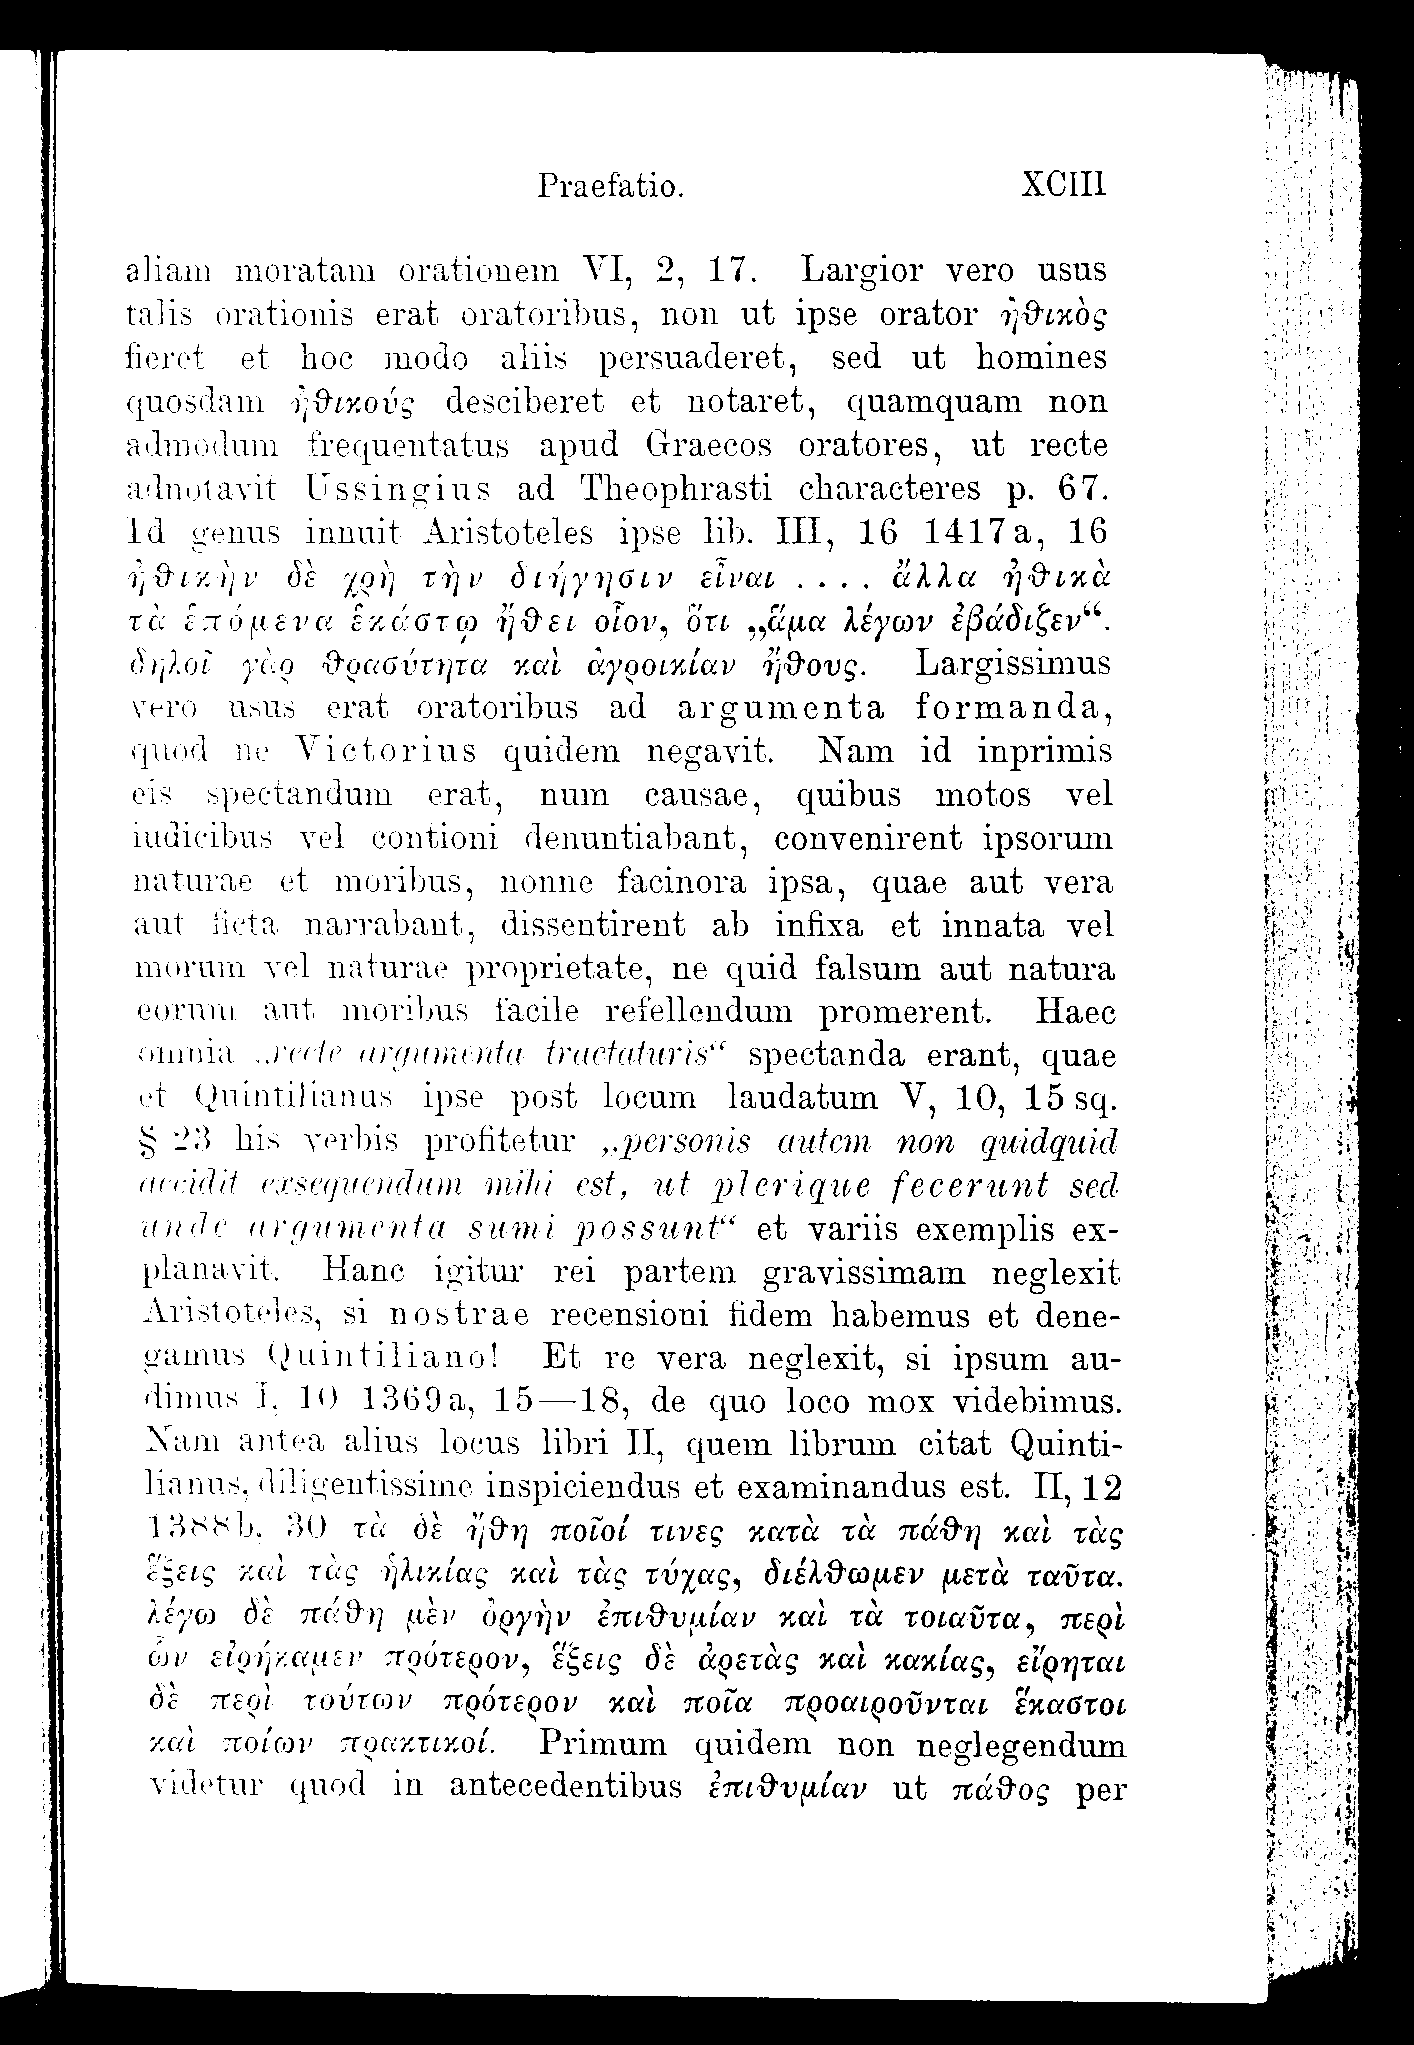 Praefatio. XCIII
aliam moratam orationem VI, 2, 17. Largior vero usus
talis orationis erat oratoribus, non ut ipse orator ἠθικὸς
fieret et hoc modo aliis persuaderet, sed ut homines
quosdam ἠθικούς desciberet et notaret, quamquam non
admodum frequentatus apud Graecos oratores, ut recte
adnotavit Ussingius ad Theophrasti characteres p. 67.
Id genus innuit Aristoteles ipse lib. III, 16 1417a, 16
ἠθικὴν δὲ χρὴ τὴν διήγησιν εἶναι .... ἄλλα ἠθικὰ
τὰ ἑπόμενα ἑκάστῳ ἤθει οἷον, ὅτι „ἅμα λέγων ἐβάδιζεν“.
δηλοῖ γὰρ θρασύτητα καὶ ἀγροικίαν ἤθους. Largissimus
vero usus erat oratoribus ad argumenta formanda,
quod ne Victorius quidem negavit. Nam id inprimis
eis spectandum erat, num causae, quibus motos vel
iudicibus vel contioni denuntiabant, convenirent ipsorum
naturae et moribus, nonne facinora ipsa, quae aut vera
aut ficta narrabant, dissentirent ab infixa et innata vel
morum vel naturae proprietate, ne quid falsum aut natura
eorum aut moribus facile refellendum promerent. Haec
omnia „recte argumenta tractaturis“ spectanda erant, quae
et Quintilianus ipse post locum laudatum V, 10, 15 sq.
§ 23 his verbis profitetur „personis autem non quidquid
accidit exsequendum mihi est, ut plerique fecerunt sed
unde argumenta sumi possunt“ et variis exemplis ex-
planavit. Hanc igitur rei partem gravissimam neglexit
Aristoteles, si nostrae recensioni fidem habemus et dene-
gamus Quintiliano! Et re vera neglexit, si ipsum au-
dimus I, 10 1369a, 15—18, de quo loco mox videbimus.
Nam antea alius locus libri II, quem librum citat Quinti-
lianus, diligentissime inspiciendus et examinandus est. II, 12
1388b, 30 τὰ δὲ ἤθη ποῖοί τινες κατὰ τὰ πάθη καὶ τὰς
ἕξεις καὶ τὰς ἡλικίας καὶ τὰς τύχας, διέλθωμεν μετὰ ταῦτα.
λέγω δὲ πάθη μὲν ὀργὴν ἐπιθυμίαν καὶ τὰ τοιαῦτα, περὶ
ὧν εἰρήκαμεν πρότερον, ἕξεις δὲ ἀρετὰς καὶ κακίας, εἴρηται
δὲ περὶ τούτων πρότερον καὶ ποῖα προαιροῦνται ἕκαστοι
καὶ ποίων πρακτικοί. Primum quidem non neglegendum
videtur quod in antecedentibus ἐπιθυμίαν ut πάθος per